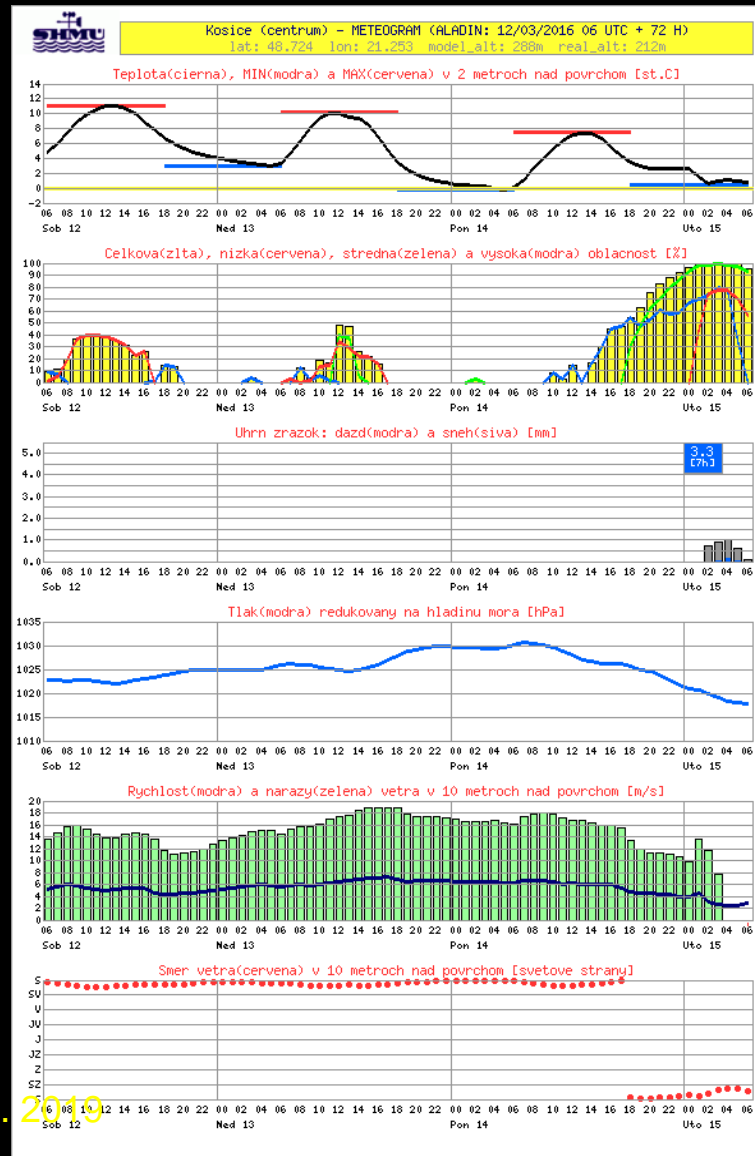 SHMU
Kosice (centrum) - METEOGRAM (ALADIN: 12/03/2016 06 UTC + 72 H)
lat: 48.724 lon: 21.253 model_alt: 288m real_alt: 212m
Teplota(cierna), MIN(modra) a MAX(cervena) v 2 metroch nad povrchom [st.C]
14
12
10
8
6
4
2
0
-2
06 08 10 12 14 16 18 20 22 00 02 04 06 08 10 12 14 16 18 20 22 00 02 04 06 08 10 12 14 16 18 20 22 00 02 04 06
Sob 12 Ned 13 Pon 14 Uto 15
Celkova(zlta), nizka(cervena), stredna(zelena) a vysoka(modra) oblacnost [%]
100
90
80
70
60
50
40
30
20
10
0
06 08 10 12 14 16 18 20 22 00 02 04 06 08 10 12 14 16 18 20 22 00 02 04 06 08 10 12 14 16 18 20 22 00 02 04 06
Sob 12 Ned 13 Pon 14 Uto 15
Uhrn zrazok: dazd(modra) a sneh(siva) [mm]
3.3
[7h]
5.0
4.0
3.0
2.0
1.0
0.0
06 08 10 12 14 16 18 20 22 00 02 04 06 08 10 12 14 16 18 20 22 00 02 04 06 08 10 12 14 16 18 20 22 00 02 04 06
Sob 12 Ned 13 Pon 14 Uto 15
Tlak(modra) redukovany na hladinu mora [hPa]
1035
1030
1025
1020
1015
1010
06 08 10 12 14 16 18 20 22 00 02 04 06 08 10 12 14 16 18 20 22 00 02 04 06 08 10 12 14 16 18 20 22 00 02 04 06
Sob 12 Ned 13 Pon 14 Uto 15
Rychlost(modra) a narazy(zelena) vetra v 10 metroch nad povrchom [m/s]
20
18
16
14
12
10
8
6
4
2
0
06 08 10 12 14 16 18 20 22 00 02 04 06 08 10 12 14 16 18 20 22 00 02 04 06 08 10 12 14 16 18 20 22 00 02 04 06
Sob 12 Ned 13 Pon 14 Uto 15
Smer vetra(cervena) v 10 metroch nad povrchom [svetove strany]
S
SV
V
JV
J
JZ
Z
SZ
06 08 10 12 14 16 18 20 22 00 02 04 06 08 10 12 14 16 18 20 22 00 02 04 06 08 10 12 14 16 18 20 22 00 02 04 06
Sob 12 Ned 13 Pon 14 Uto 15
. 2019